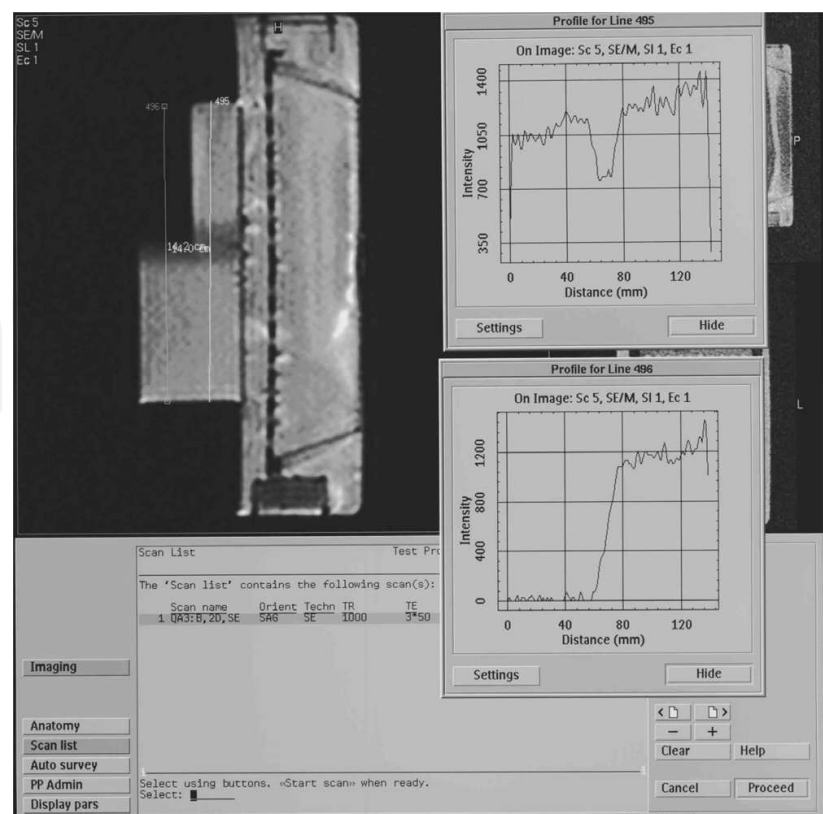 Sc 5
SE/M
SL 1
Ec 1
H
496
495
14.2 cm
P
L
Profile for Line 495
On Image: Sc 5, SE/M, Sl 1, Ec 1
Intensity
1400
1050
700
350
0 40 80 120
Distance (mm)
Settings Hide
Profile for Line 496
On Image: Sc 5, SE/M, Sl 1, Ec 1
Intensity
1200
800
400
0
0 40 80 120
Distance (mm)
Settings Hide
Scan List Test Pro
The 'Scan list' contains the following scan(s):
Scan name Orient Techn TR TE
1 QA3:B,2D,SE SAG SE 1000 3*50
Imaging
Anatomy
Scan list
Auto survey
PP Admin
Display pars
Select using buttons. «Start scan» when ready.
Select:
Clear Help
Cancel Proceed